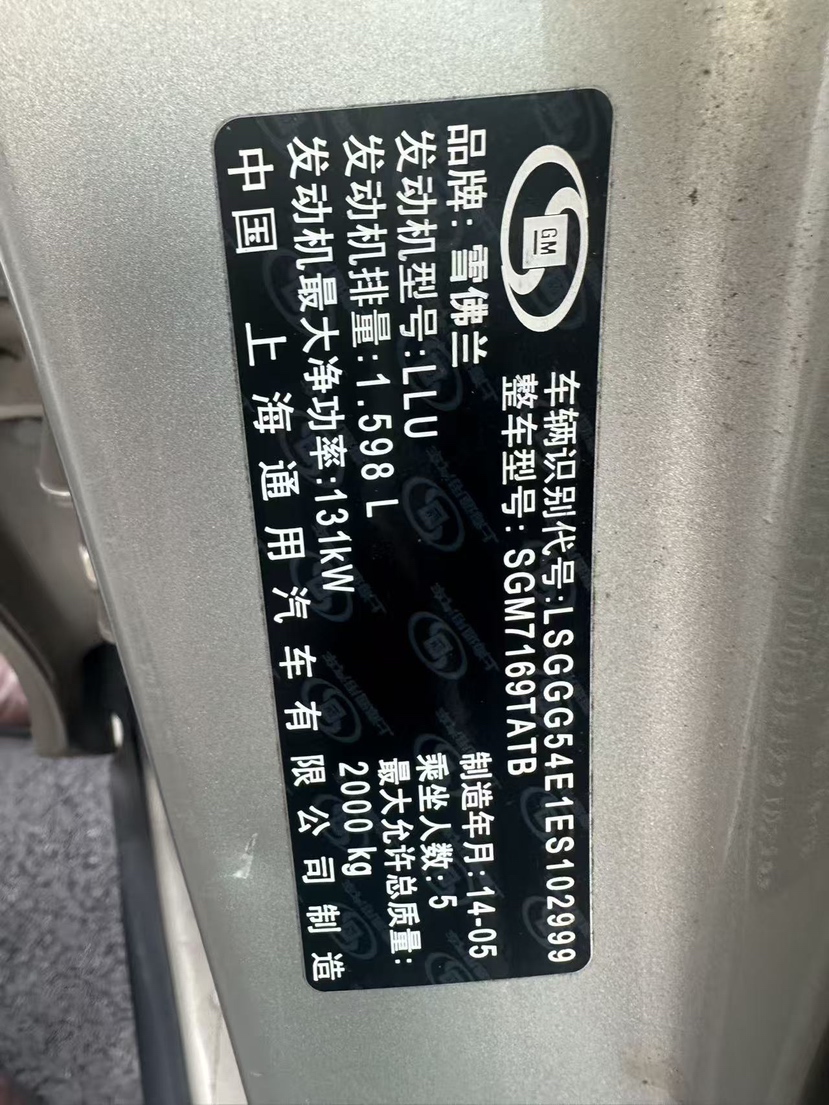 GM
车辆识别代号:LSGGG54E1ES102999
整车型号: SGM7169TATB
品牌: 雪佛兰
制造年月:14-05
发动机型号:LLU
乘坐人数:5
发动机排量:1.598 L
最大允许总质量:
2000 kg
发动机最大净功率:131kW
中国 上海通用汽车有限公司制造